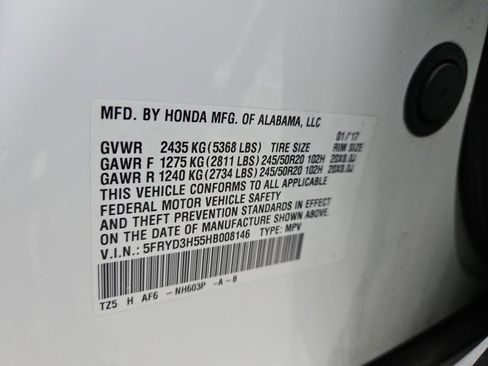 MFD. BY HONDA MFG. OF ALABAMA, LLC 01/'17
GVWR 2435 KG (5368 LBS) TIRE SIZE RIM SIZE
GAWR F 1275 KG (2811 LBS) 245/50R20 102H 20X8.0J
GAWR R 1240 KG (2734 LBS) 245/50R20 102H 20X8.0J
THIS VEHICLE CONFORMS TO ALL APPLICABLE
FEDERAL MOTOR VEHICLE SAFETY
AND THEFT PREVENTION STANDARDS IN EFFECT
ON THE DATE OF MANUFACTURE SHOWN ABOVE.
V.I.N.: 5FRYD3H55HB008146 TYPE: MPV
TZ5 H AF6 -NH603P -A-B